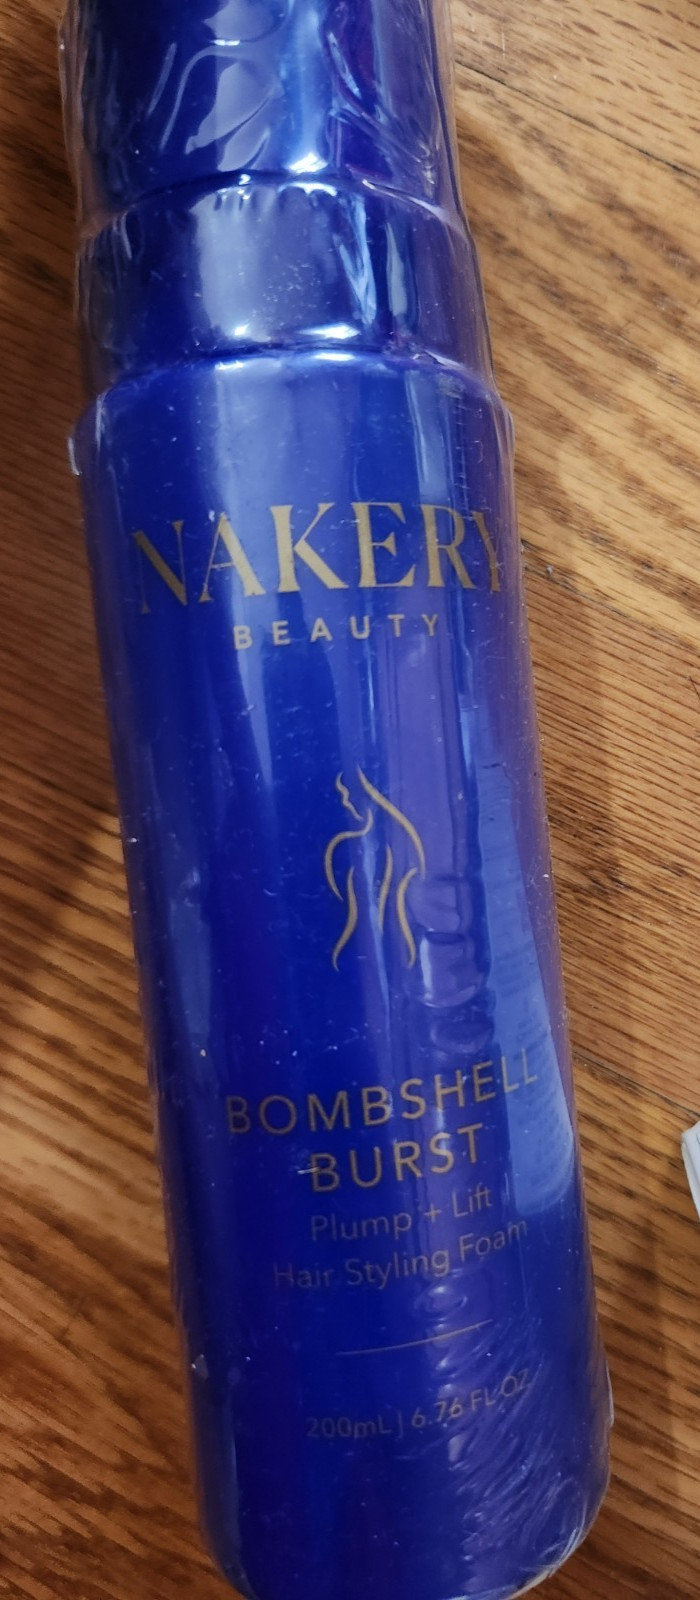 NAKERY
BEAUTY
BOMBSHELL
BURST
Plump + Lift
Hair Styling Foam
200mL | 6.76 FL OZ